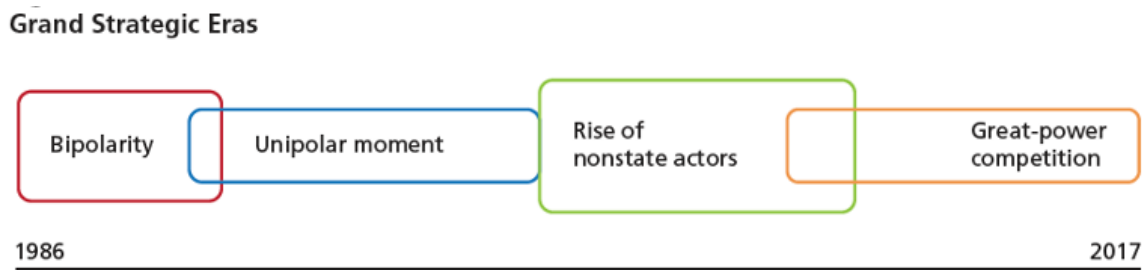 Grand Strategic Eras
Bipolarity
Unipolar moment
Rise of
nonstate actors
Great-power
competition
1986
2017